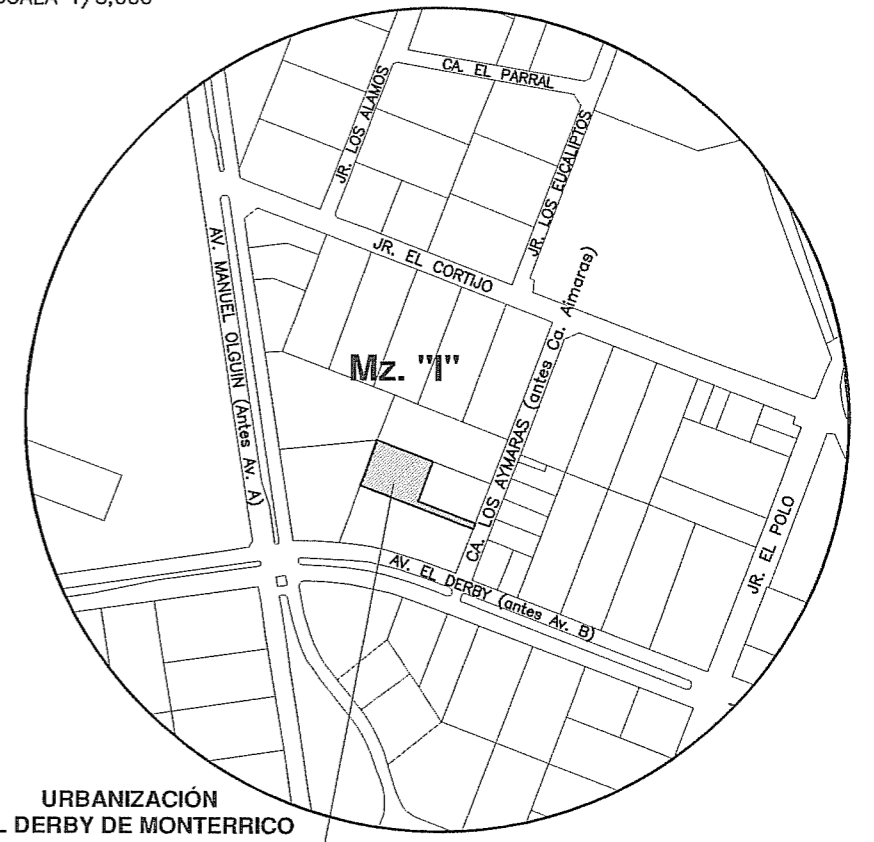 CA. EL PARRAL
JR. LOS ALAMOS
JR. LOS EUCALIPTOS
JR. EL CORTIJO
AV. MANUEL OLGUIN (Antes Av. A)
Mz. "I"
CA. LOS AYMARAS (antes Ca. Aimaras)
JR. EL POLO
AV. EL DERBY (antes Av. B)
URBANIZACIÓN
L DERBY DE MONTERRICO